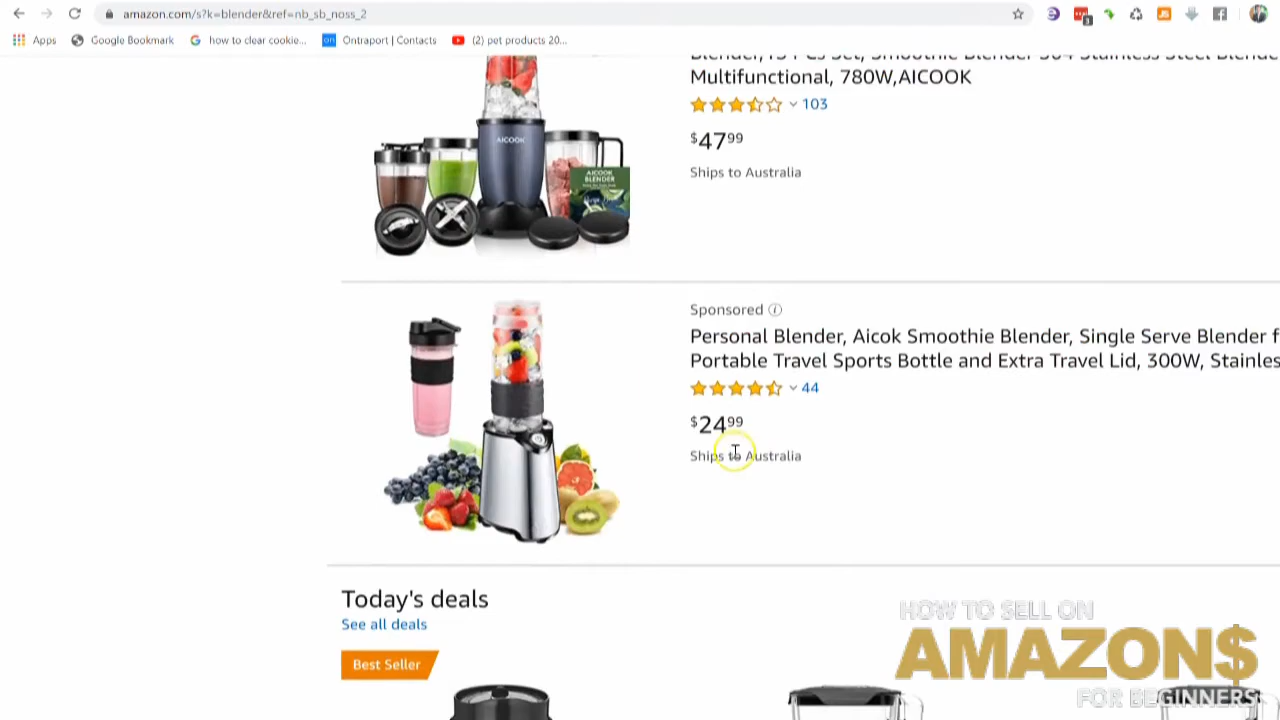 amazon.com/s?k=blender&ref=nb_sb_noss_2
Apps Google Bookmark how to clear cookie... Ontraport | Contacts (2) pet products 20...
Blender,
Smoothie Blender 304 Stainless Steel
Multifunctional, 780W,AICOOK
103
$47 99
Ships to Australia
AICOOK
AICOOK
BLENDER
Sponsored
Personal Blender, Aicok Smoothie Blender, Single Serve Blender f
Portable Travel Sports Bottle and Extra Travel Lid, 300W, Stainles
44
$24 99
Ships to Australia
Today's deals
See all deals
Best Seller
HOW TO SELL ON
AMAZON$
FOR BEGINNERS